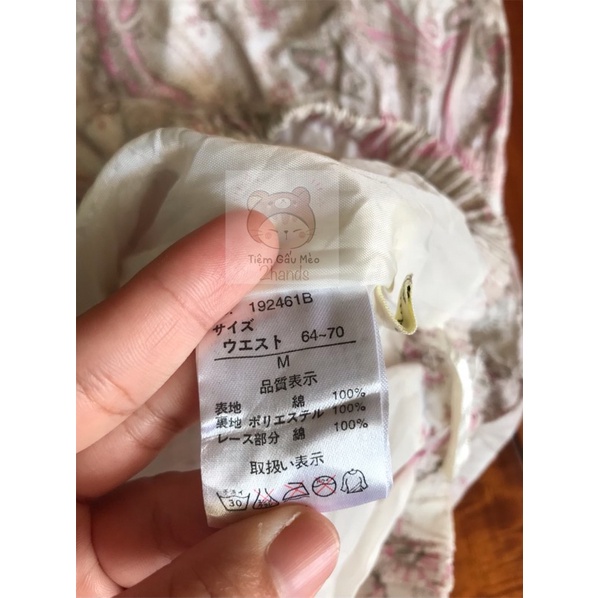 Tiệm Gấu Mèo
2hands
192461B
サイズ
ウエスト 64~70
M
品質表示
表地 綿 100%
裏地 ポリエステル 100%
レース部分 綿 100%
取扱い表示
30